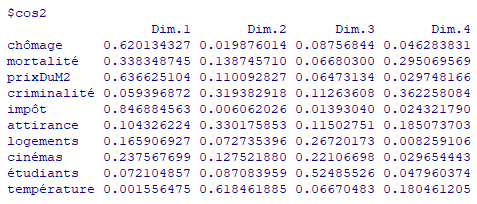 $cos2
Dim.1 Dim.2 Dim.3 Dim.4
chômage 0.620134327 0.019876014 0.08756844 0.046283831
mortalité 0.338348745 0.138745710 0.06680300 0.295069569
prixDuM2 0.636625104 0.110092827 0.06473134 0.029748166
criminalité 0.059396872 0.319382918 0.11263608 0.362258084
impôt 0.846884563 0.006062026 0.01393040 0.024321790
attirance 0.104326224 0.330175853 0.11502751 0.185073703
logements 0.165906927 0.072735396 0.26720173 0.008259106
cinémas 0.237567699 0.127521880 0.22106698 0.029654443
étudiants 0.072104857 0.087083959 0.52485526 0.047960374
température 0.001556475 0.618461885 0.06670483 0.180461205